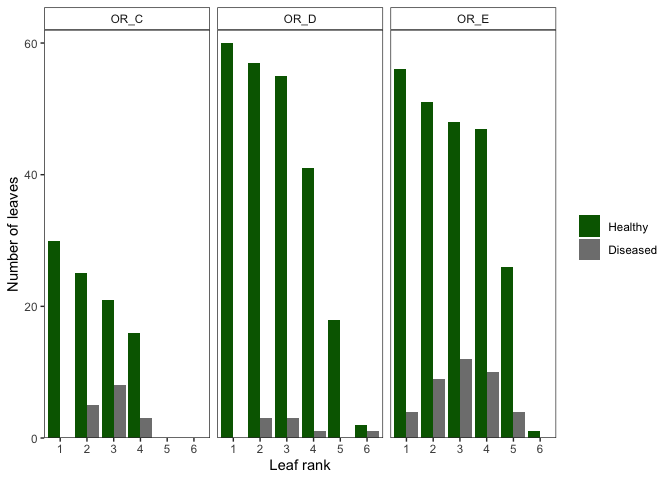 OR_C OR_D OR_E
60
40
20
0
Number of leaves
1 2 3 4 5 6 1 2 3 4 5 6 1 2 3 4 5 6
Leaf rank
Healthy
Diseased